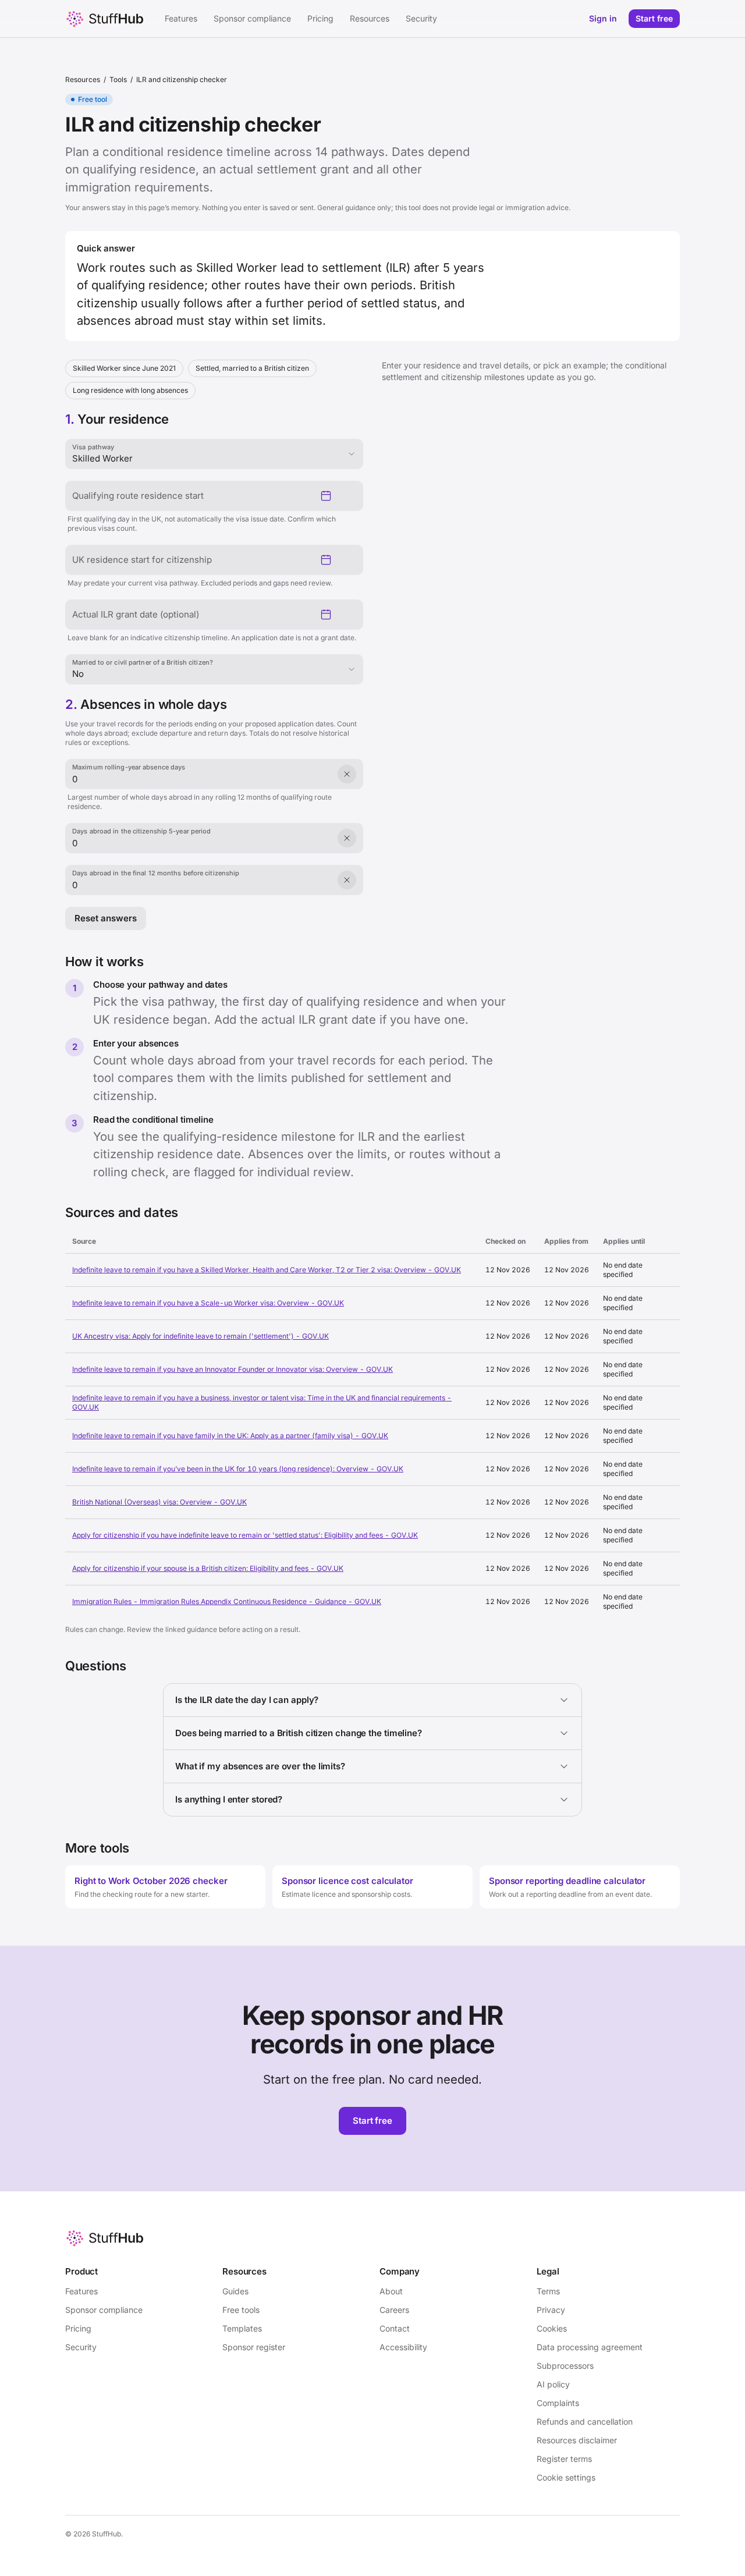 StuffHub
Features
Sponsor compliance
Pricing
Resources
Security
Sign in
Start free
Resources / Tools / ILR and citizenship checker
Free tool
ILR and citizenship checker
Plan a conditional residence timeline across 14 pathways. Dates depend
on qualifying residence, an actual settlement grant and all other
immigration requirements.
Your answers stay in this page's memory. Nothing you enter is saved or sent. General guidance only; this tool does not provide legal or immigration advice.
Quick answer
Work routes such as Skilled Worker lead to settlement (ILR) after 5 years
of qualifying residence; other routes have their own periods. British
citizenship usually follows after a further period of settled status, and
absences abroad must stay within set limits.
Skilled Worker since June 2021
Settled, married to a British citizen
Long residence with long absences
Enter your residence and travel details, or pick an example; the conditional
settlement and citizenship milestones update as you go.
1. Your residence
Visa pathway
Skilled Worker
Qualifying route residence start
First qualifying day in the UK, not automatically the visa issue date. Confirm which
previous visas count.
UK residence start for citizenship
May predate your current visa pathway. Excluded periods and gaps need review.
Actual ILR grant date (optional)
Leave blank for an indicative citizenship timeline. An application date is not a grant date.
Married to or civil partner of a British citizen?
No
2. Absences in whole days
Use your travel records for the periods ending on your proposed application dates. Count
whole days abroad; exclude departure and return days. Totals do not resolve historical
rules or exceptions.
Maximum rolling-year absence days
0
Largest number of whole days abroad in any rolling 12 months of qualifying route
residence.
Days abroad in the citizenship 5-year period
0
Days abroad in the final 12 months before citizenship
0
Reset answers
How it works
1
Choose your pathway and dates
Pick the visa pathway, the first day of qualifying residence and when your
UK residence began. Add the actual ILR grant date if you have one.
2
Enter your absences
Count whole days abroad from your travel records for each period. The
tool compares them with the limits published for settlement and
citizenship.
3
Read the conditional timeline
You see the qualifying-residence milestone for ILR and the earliest
citizenship residence date. Absences over the limits, or routes without a
rolling check, are flagged for individual review.
Sources and dates
Source Checked on Applies from Applies until
Indefinite leave to remain if you have a Skilled Worker, Health and Care Worker, T2 or Tier 2 visa: Overview - GOV.UK 12 Nov 2026 12 Nov 2026 No end date
specified
Indefinite leave to remain if you have a Scale-up Worker visa: Overview - GOV.UK 12 Nov 2026 12 Nov 2026 No end date
specified
UK Ancestry visa: Apply for indefinite leave to remain ('settlement') - GOV.UK 12 Nov 2026 12 Nov 2026 No end date
specified
Indefinite leave to remain if you have an Innovator Founder or Innovator visa: Overview - GOV.UK 12 Nov 2026 12 Nov 2026 No end date
specified
Indefinite leave to remain if you have a business, investor or talent visa: Time in the UK and financial requirements -
GOV.UK 12 Nov 2026 12 Nov 2026 No end date
specified
Indefinite leave to remain if you have family in the UK: Apply as a partner (family visa) - GOV.UK 12 Nov 2026 12 Nov 2026 No end date
specified
Indefinite leave to remain if you've been in the UK for 10 years (long residence): Overview - GOV.UK 12 Nov 2026 12 Nov 2026 No end date
specified
British National (Overseas) visa: Overview - GOV.UK 12 Nov 2026 12 Nov 2026 No end date
specified
Apply for citizenship if you have indefinite leave to remain or 'settled status': Eligibility and fees - GOV.UK 12 Nov 2026 12 Nov 2026 No end date
specified
Apply for citizenship if your spouse is a British citizen: Eligibility and fees - GOV.UK 12 Nov 2026 12 Nov 2026 No end date
specified
Immigration Rules - Immigration Rules Appendix Continuous Residence - Guidance - GOV.UK 12 Nov 2026 12 Nov 2026 No end date
specified
Rules can change. Review the linked guidance before acting on a result.
Questions
Is the ILR date the day I can apply?
Does being married to a British citizen change the timeline?
What if my absences are over the limits?
Is anything I enter stored?
More tools
Right to Work October 2026 checker
Find the checking route for a new starter.
Sponsor licence cost calculator
Estimate licence and sponsorship costs.
Sponsor reporting deadline calculator
Work out a reporting deadline from an event date.
Keep sponsor and HR
records in one place
Start on the free plan. No card needed.
Start free
StuffHub
Product
Features
Sponsor compliance
Pricing
Security
Resources
Guides
Free tools
Templates
Sponsor register
Company
About
Careers
Contact
Accessibility
Legal
Terms
Privacy
Cookies
Data processing agreement
Subprocessors
AI policy
Complaints
Refunds and cancellation
Resources disclaimer
Register terms
Cookie settings
© 2026 StuffHub.